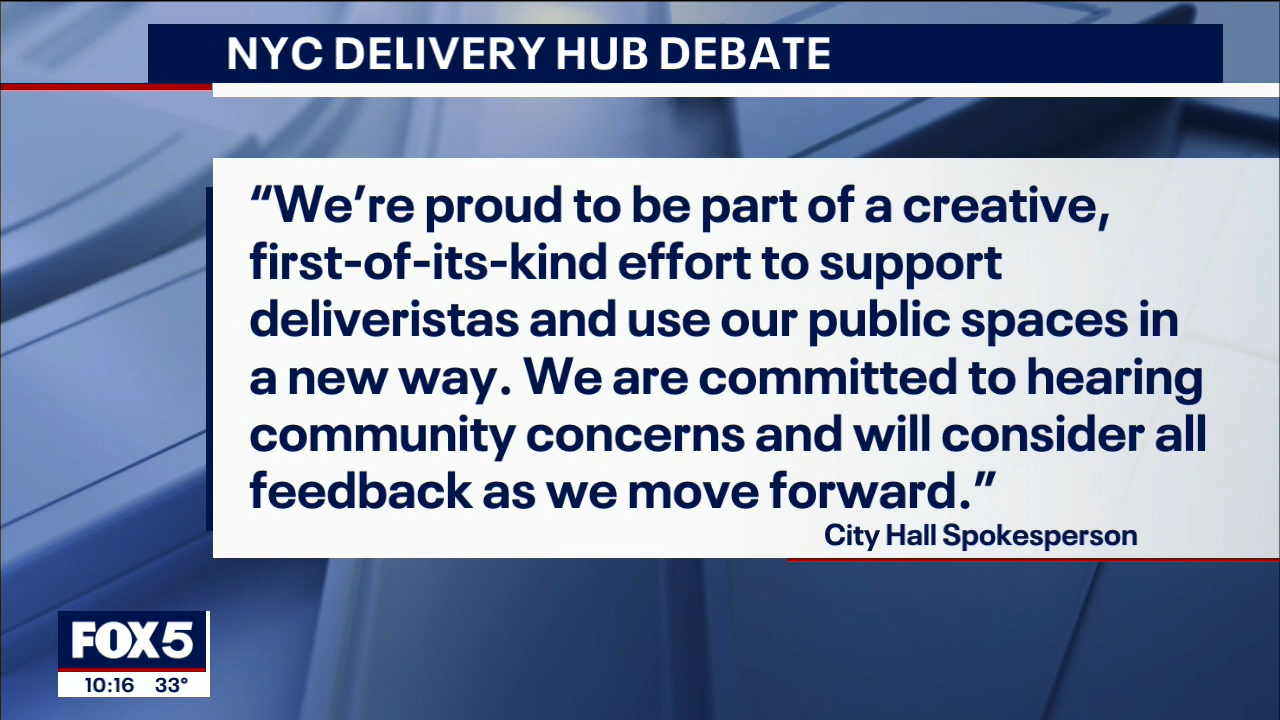 NYC DELIVERY HUB DEBATE
“We’re proud to be part of a creative,
first-of-its-kind effort to support
deliveristas and use our public spaces in
a new way. We are committed to hearing
community concerns and will consider all
feedback as we move forward.”
City Hall Spokesperson
FOX5
10:16 33°